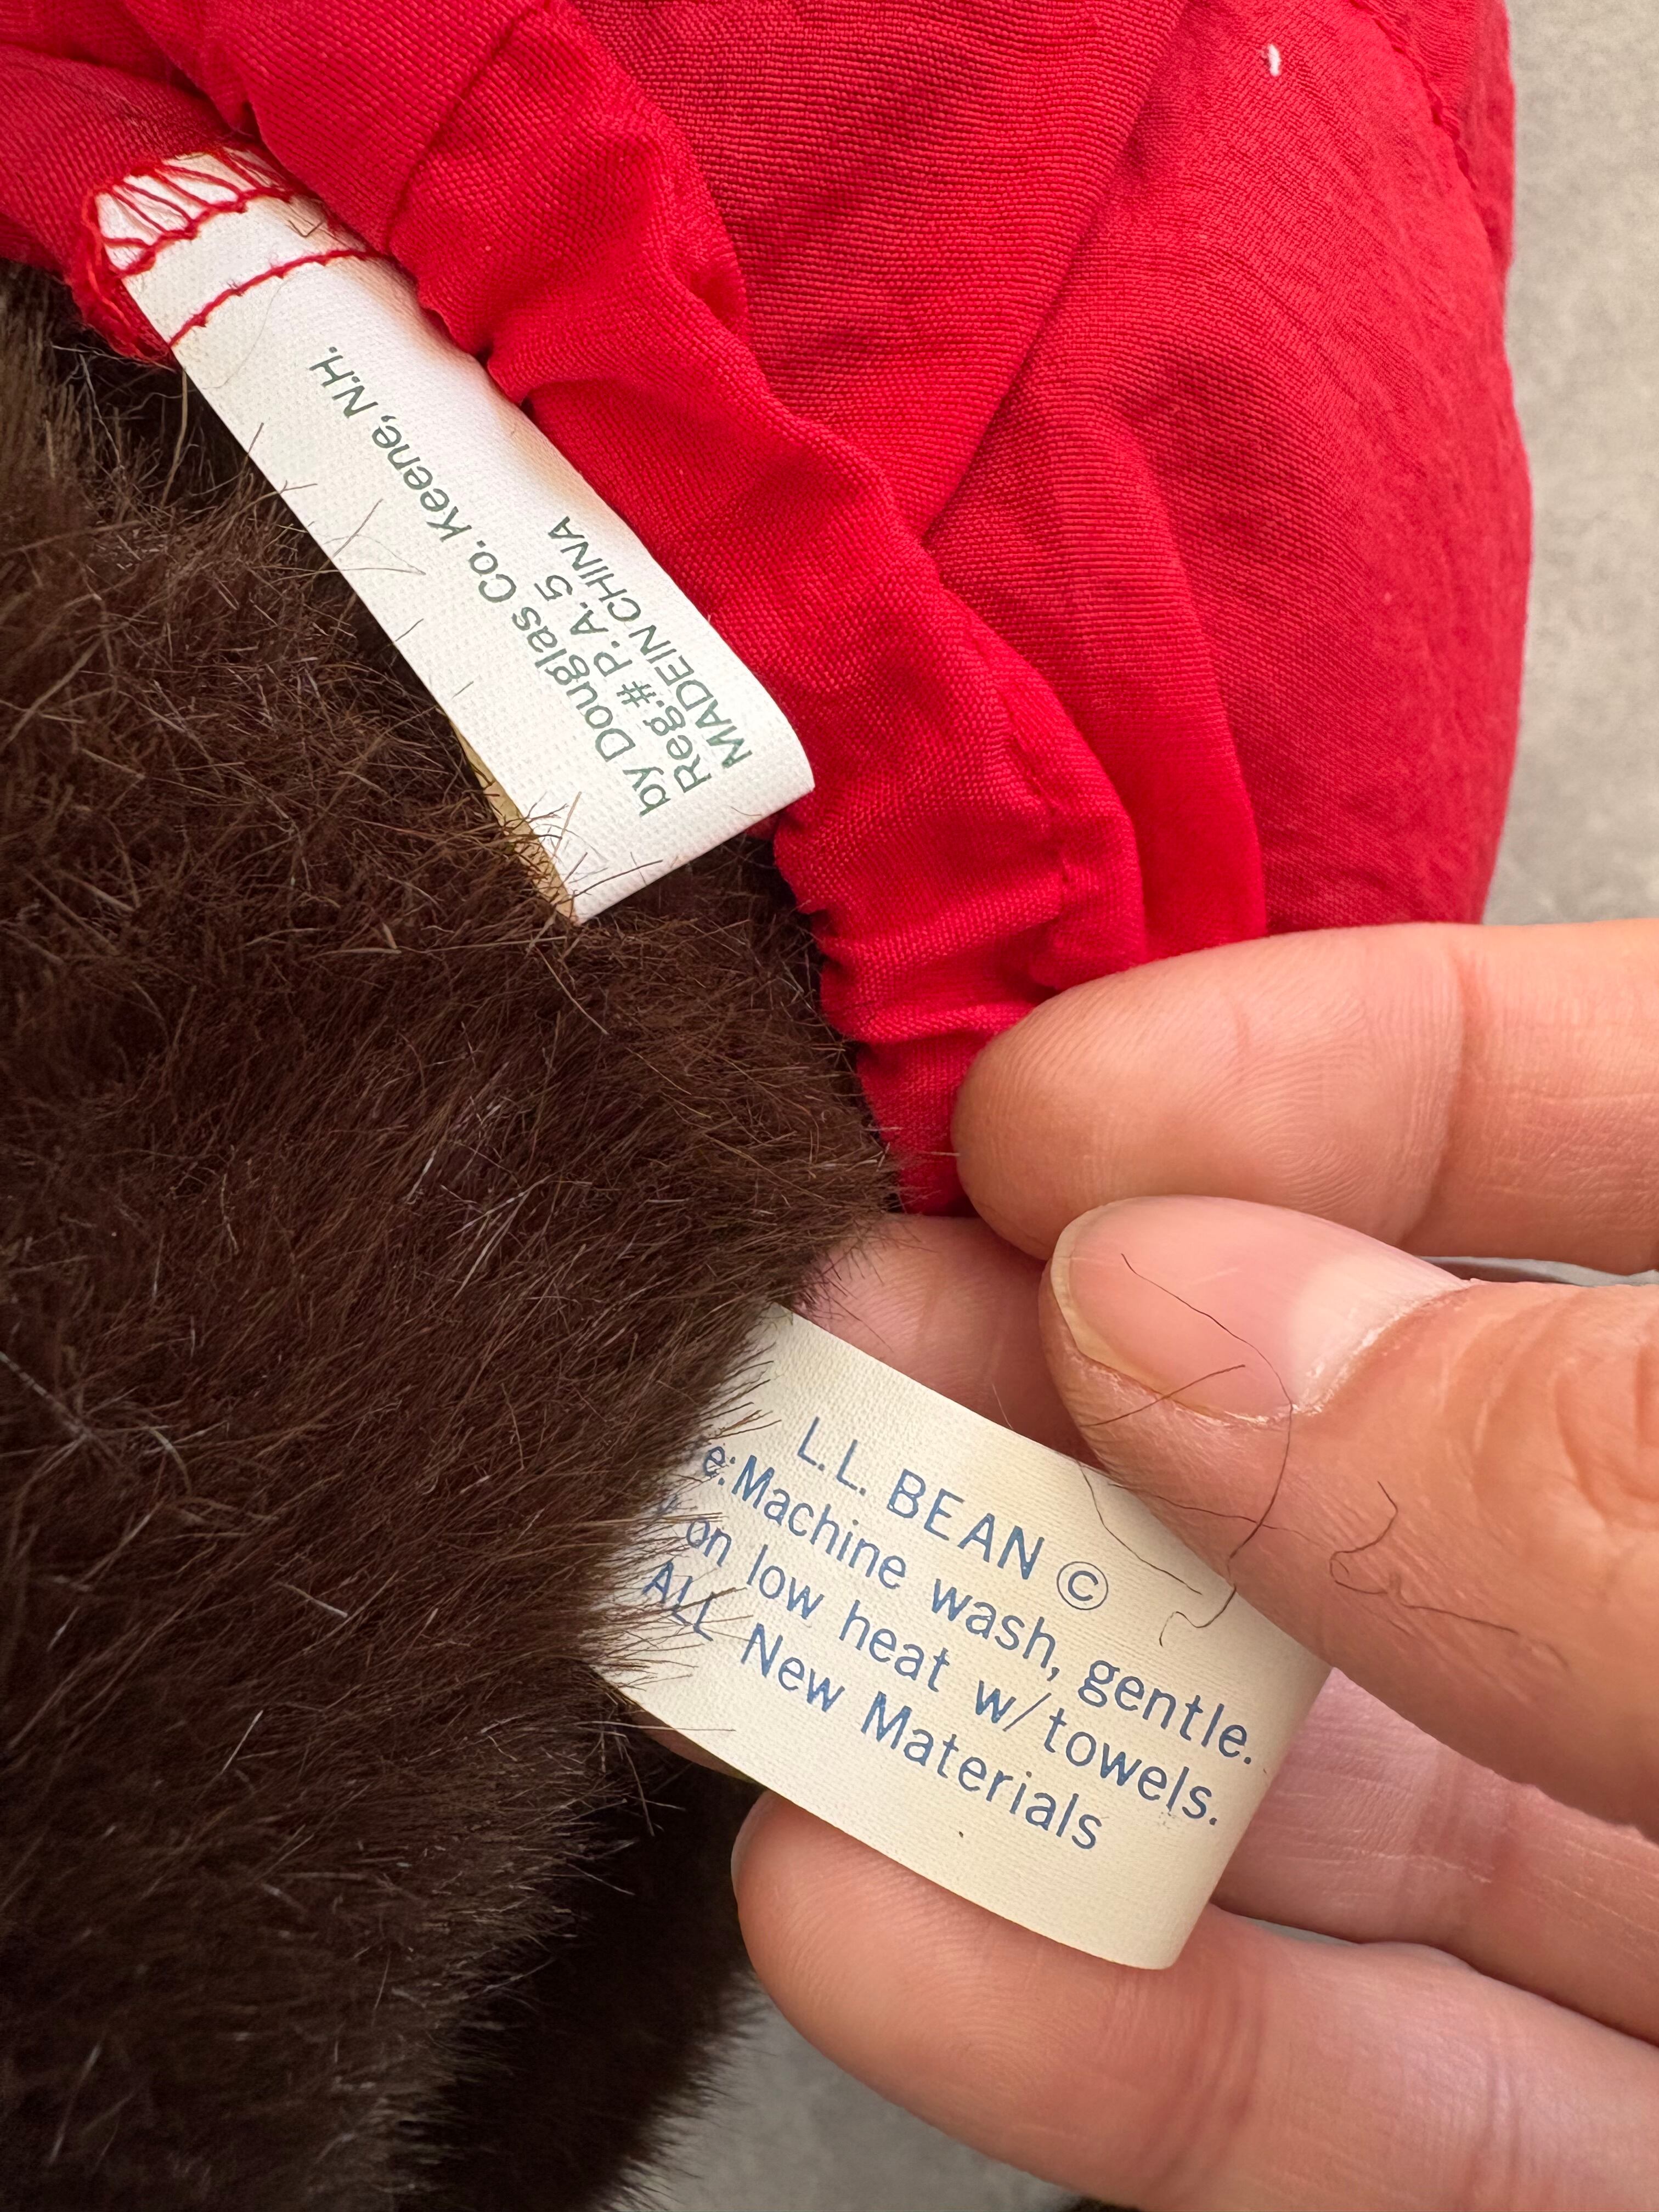 by Douglas Co. Keene, N.H.
Reg.# P. A. 5
MADE IN CHINA
L.L. BEAN ©
e:Machine wash, gentle.
on low heat w/towels.
ALL New Materials